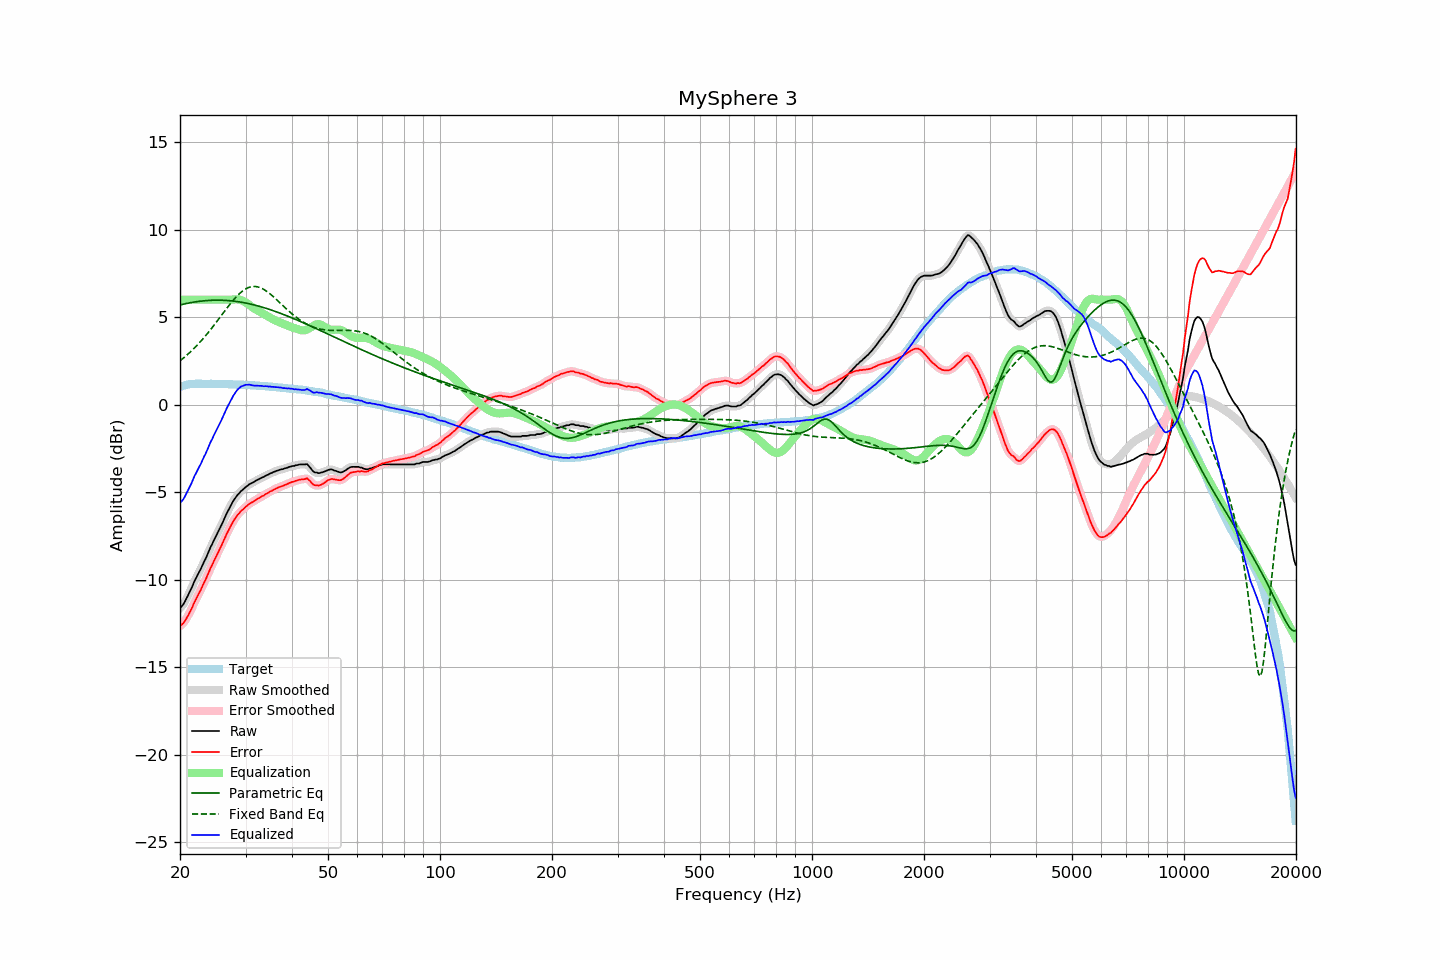 MySphere 3
Amplitude (dBr)
15
10
5
0
−5
−10
−15
−20
−25
Target
Raw Smoothed
Error Smoothed
Raw
Error
Equalization
Parametric Eq
Fixed Band Eq
Equalized
20 50 100 200 500 1000 2000 5000 10000 20000
Frequency (Hz)